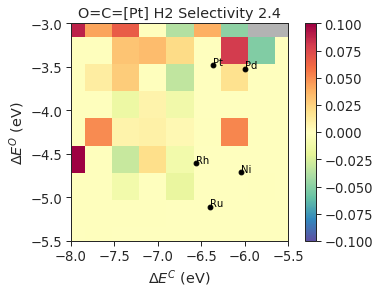 O=C=[Pt] H2 Selectivity 2.4
−3.0
−3.5
−4.0
−4.5
−5.0
−5.5
ΔE^O (eV)
Pt
Pd
Rh
Ni
Ru
−8.0 −7.5 −7.0 −6.5 −6.0 −5.5
ΔE^C (eV)
0.100
0.075
0.050
0.025
0.000
−0.025
−0.050
−0.075
−0.100